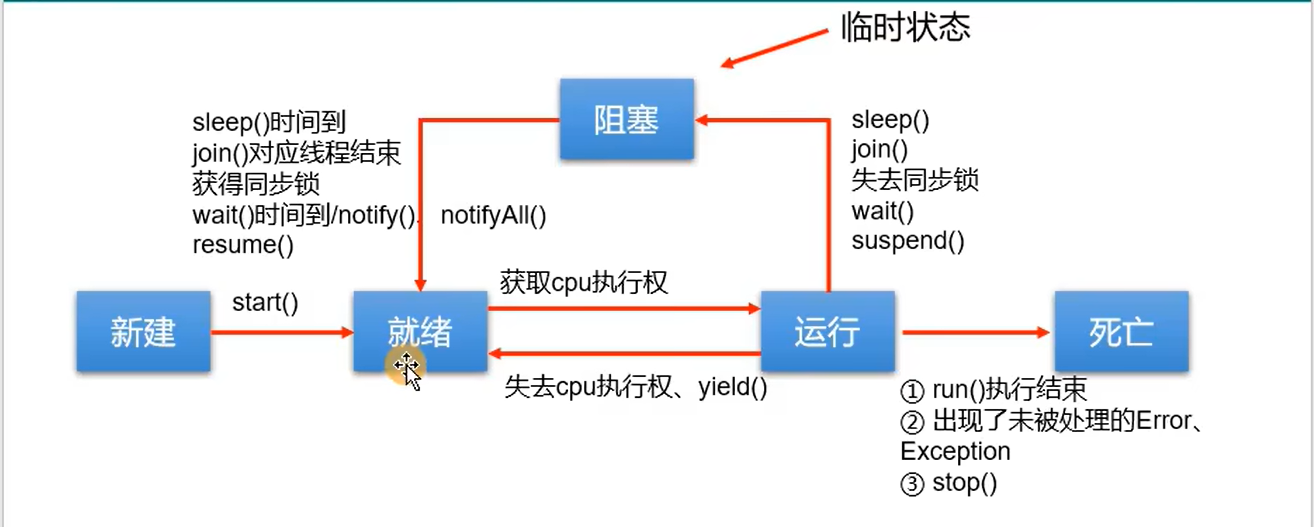 临时状态
阻塞
sleep()时间到
join()对应线程结束
获得同步锁
wait()时间到/notify()、notifyAll()
resume()
sleep()
join()
失去同步锁
wait()
suspend()
新建
start()
就绪
获取cpu执行权
失去cpu执行权、yield()
运行
死亡
① run()执行结束
② 出现了未被处理的Error、
Exception
③ stop()